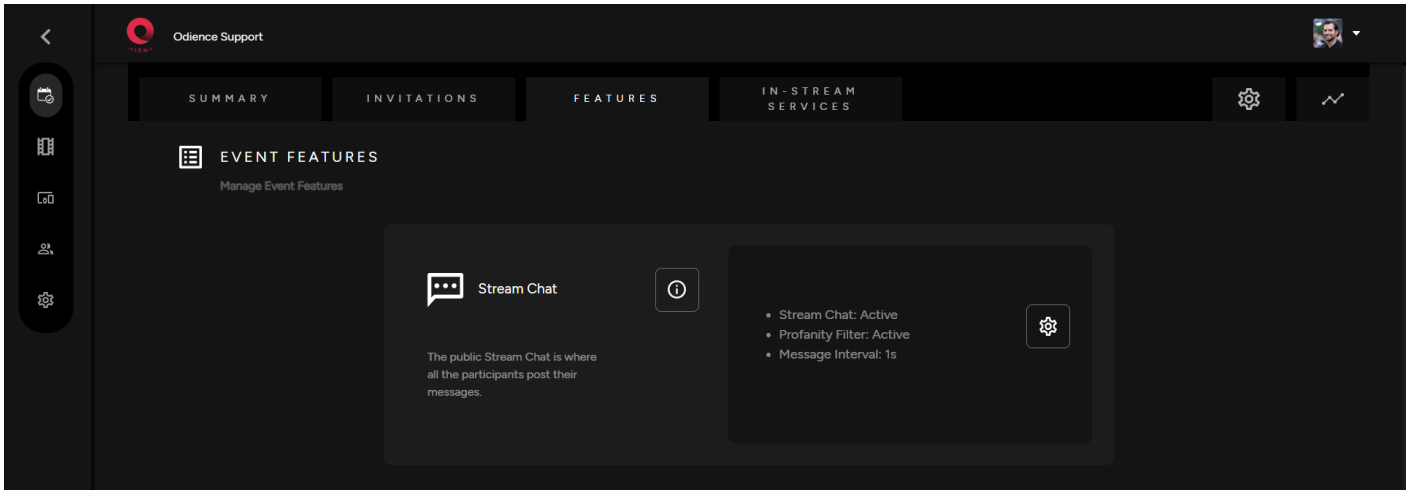 Odience Support
SUMMARY
INVITATIONS
FEATURES
IN-STREAM
SERVICES
EVENT FEATURES
Manage Event Features
Stream Chat
The public Stream Chat is where
all the participants post their
messages.
• Stream Chat: Active
• Profanity Filter: Active
• Message Interval: 1s